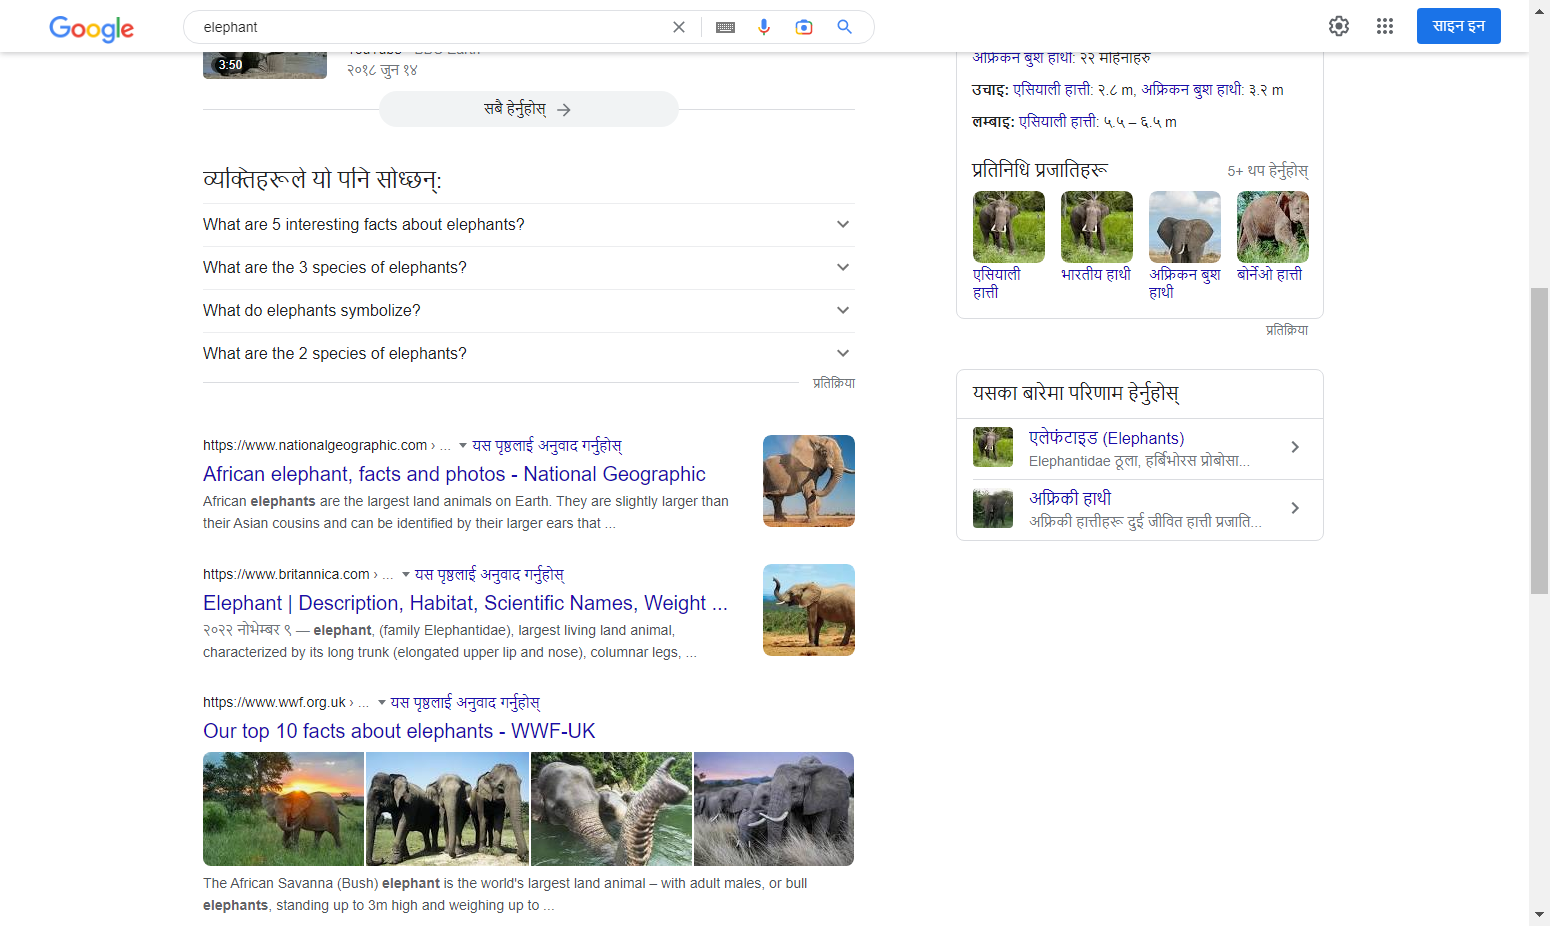 Google
elephant
साइन इन
3:50
२०१८ जुन १४
सबै हेर्नुहोस्
व्यक्तिहरूले यो पनि सोध्छन्:
What are 5 interesting facts about elephants?
What are the 3 species of elephants?
What do elephants symbolize?
What are the 2 species of elephants?
प्रतिक्रिया
https://www.nationalgeographic.com › ... यस पृष्ठलाई अनुवाद गर्नुहोस्
African elephant, facts and photos - National Geographic
African elephants are the largest land animals on Earth. They are slightly larger than
their Asian cousins and can be identified by their larger ears that ...
https://www.britannica.com › ... यस पृष्ठलाई अनुवाद गर्नुहोस्
Elephant | Description, Habitat, Scientific Names, Weight ...
२०२२ नोभेम्बर ९ — elephant, (family Elephantidae), largest living land animal,
characterized by its long trunk (elongated upper lip and nose), columnar legs, ...
https://www.wwf.org.uk › ... यस पृष्ठलाई अनुवाद गर्नुहोस्
Our top 10 facts about elephants - WWF-UK
The African Savanna (Bush) elephant is the world's largest land animal – with adult males, or bull
elephants, standing up to 3m high and weighing up to ...
अफ्रिकन बुश हाथी: २२ महिनाहरु
उचाइ: एसियाली हात्ती: २.८ m, अफ्रिकन बुश हाथी: ३.२ m
लम्बाइ: एसियाली हात्ती: ५.५ – ६.५ m
प्रतिनिधि प्रजातिहरू
5+ थप हेर्नुहोस्
एसियाली हात्ती
भारतीय हाथी
अफ्रिकन बुश हाथी
बोर्नेओ हात्ती
प्रतिक्रिया
यसका बारेमा परिणाम हेर्नुहोस्
एलेफंटाइड (Elephants)
Elephantidae ठूला, हर्बिभोरस प्रोबोसा...
अफ्रिकी हाथी
अफ्रिकी हात्तीहरू दुई जीवित हात्ती प्रजाति...